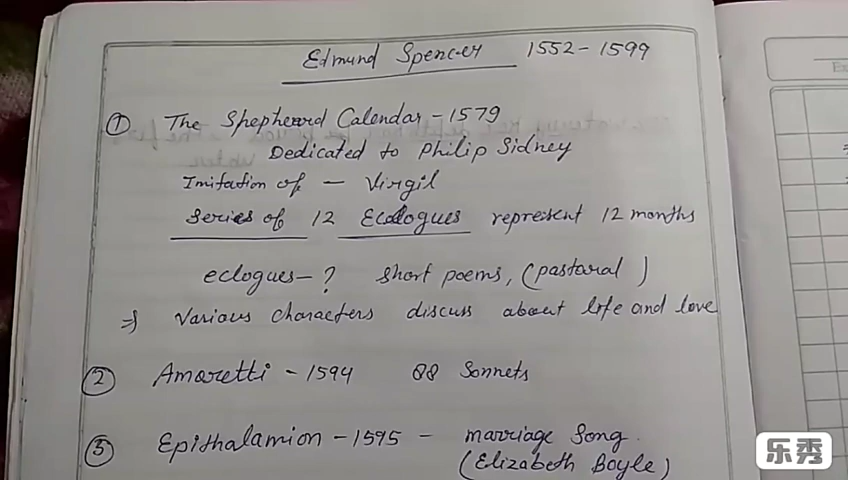 Edmund Spencer 1552-1599
① The Shepheard Calendar - 1579
Dedicated to Philip Sidney
Imitation of - Virgil
Series of 12 Ecologues represent 12 months
eclogues - ? short poems, (pastoral)
⇒ Various characters discuss about life and love
② Amoretti - 1594 88 Sonnets
③ Epithalamion - 1595 - marriage Song.
(Elizabeth Boyle)
乐秀